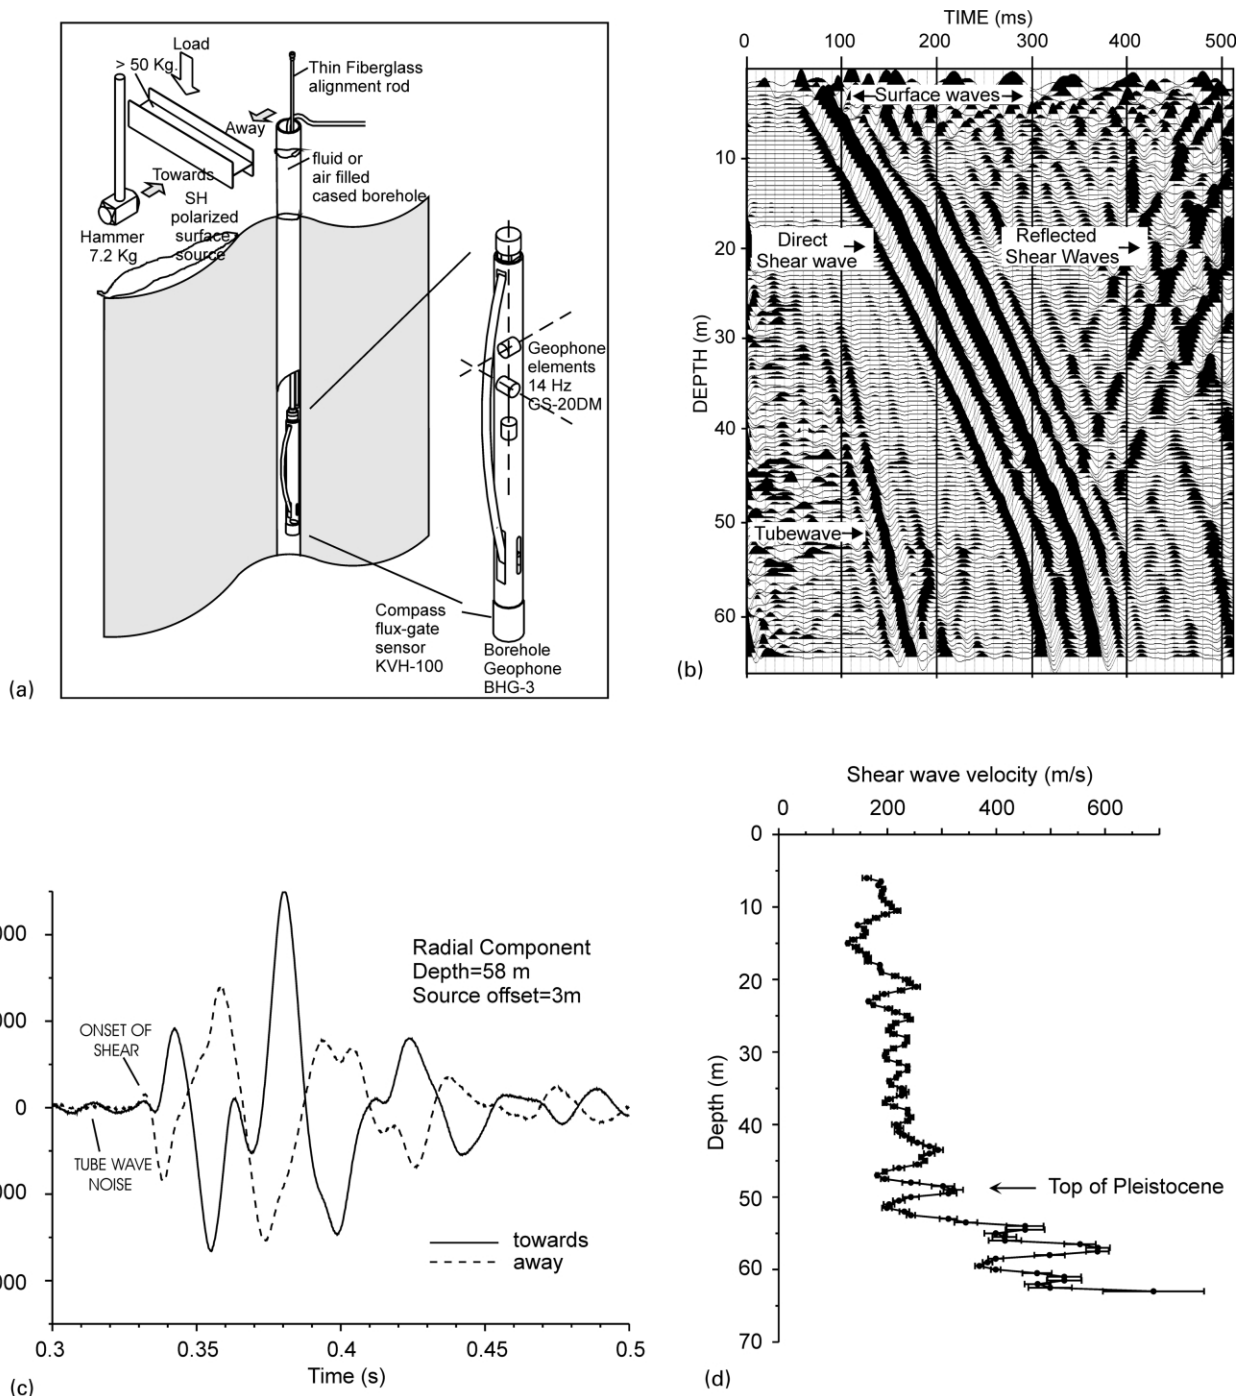 Load
> 50 Kg.
Thin Fiberglass
alignment rod
Away
fluid or
air filled
cased borehole
Towards
SH
polarized
surface
source
Hammer
7.2 Kg
Geophone
elements
14 Hz
GS-20DM
Compass
flux-gate
sensor
KVH-100
Borehole
Geophone
BHG-3
(a)
TIME (ms)
0 100 200 300 400 500
Surface waves
DEPTH (m)
10
20
30
40
50
60
Direct
Shear wave
Reflected
Shear Waves
Tubewave
(b)
000
000
0
000
000
Radial Component
Depth=58 m
Source offset=3m
ONSET OF
SHEAR
TUBE WAVE
NOISE
towards
away
0.3 0.35 0.4 0.45 0.5
Time (s)
(c)
Shear wave velocity (m/s)
0 200 400 600
0
10
20
30
40
50
60
70
Depth (m)
Top of Pleistocene
(d)